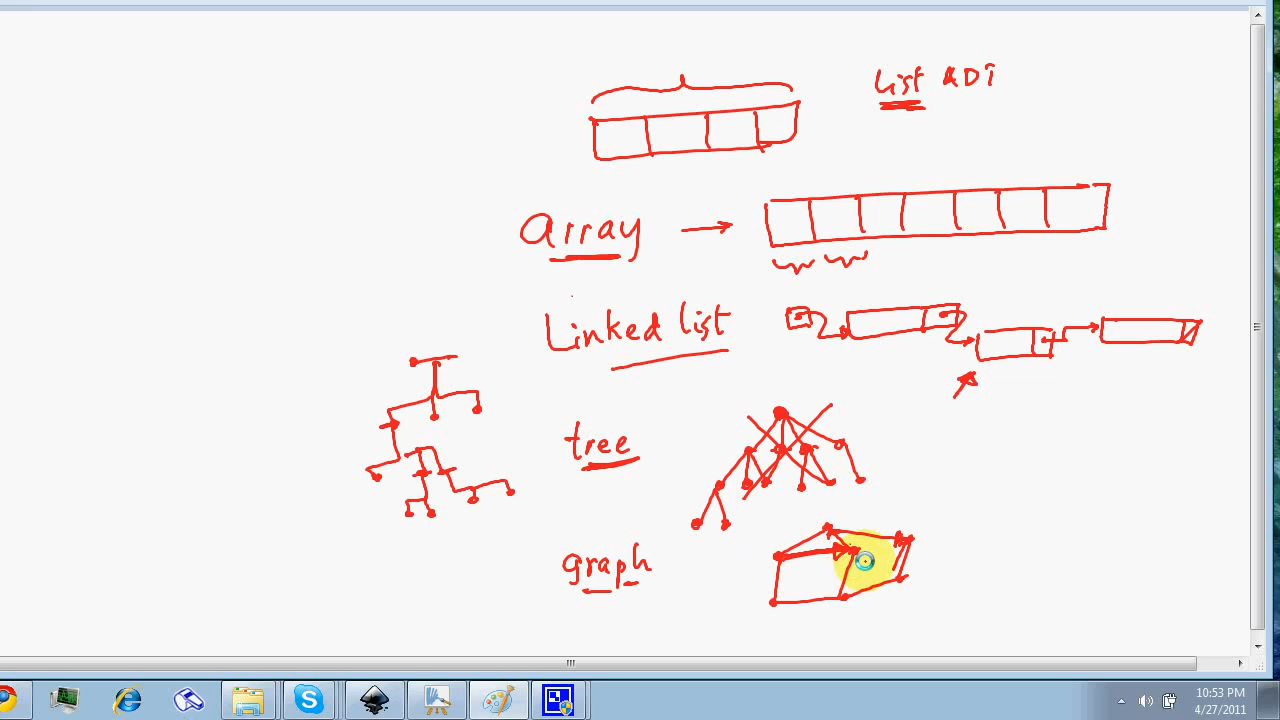 List ADT
Array
Linked list
tree
graph
10:53 PM
4/27/2011